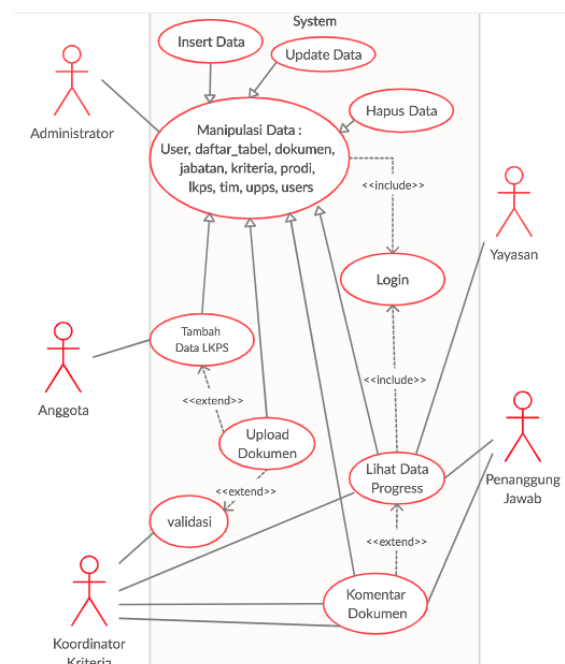 System
Insert Data
Update Data
Hapus Data
Administrator
Manipulasi Data :
User, daftar_tabel, dokumen,
jabatan, kriteria, prodi,
lkps, tim, upps, users
<<include>>
Yayasan
Login
Tambah
Data LKPS
Anggota
<<include>>
<<extend>>
Upload
Dokumen
Lihat Data
Progress
Penanggung
Jawab
<<extend>>
validasi
<<extend>>
Komentar
Dokumen
Koordinator
Kriteria